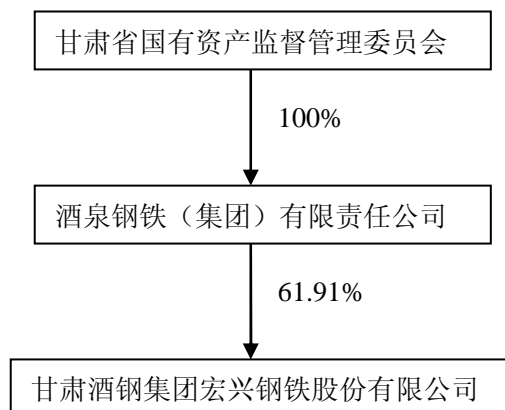 甘肃省国有资产监督管理委员会
100%
酒泉钢铁（集团）有限责任公司
61.91%
甘肃酒钢集团宏兴钢铁股份有限公司